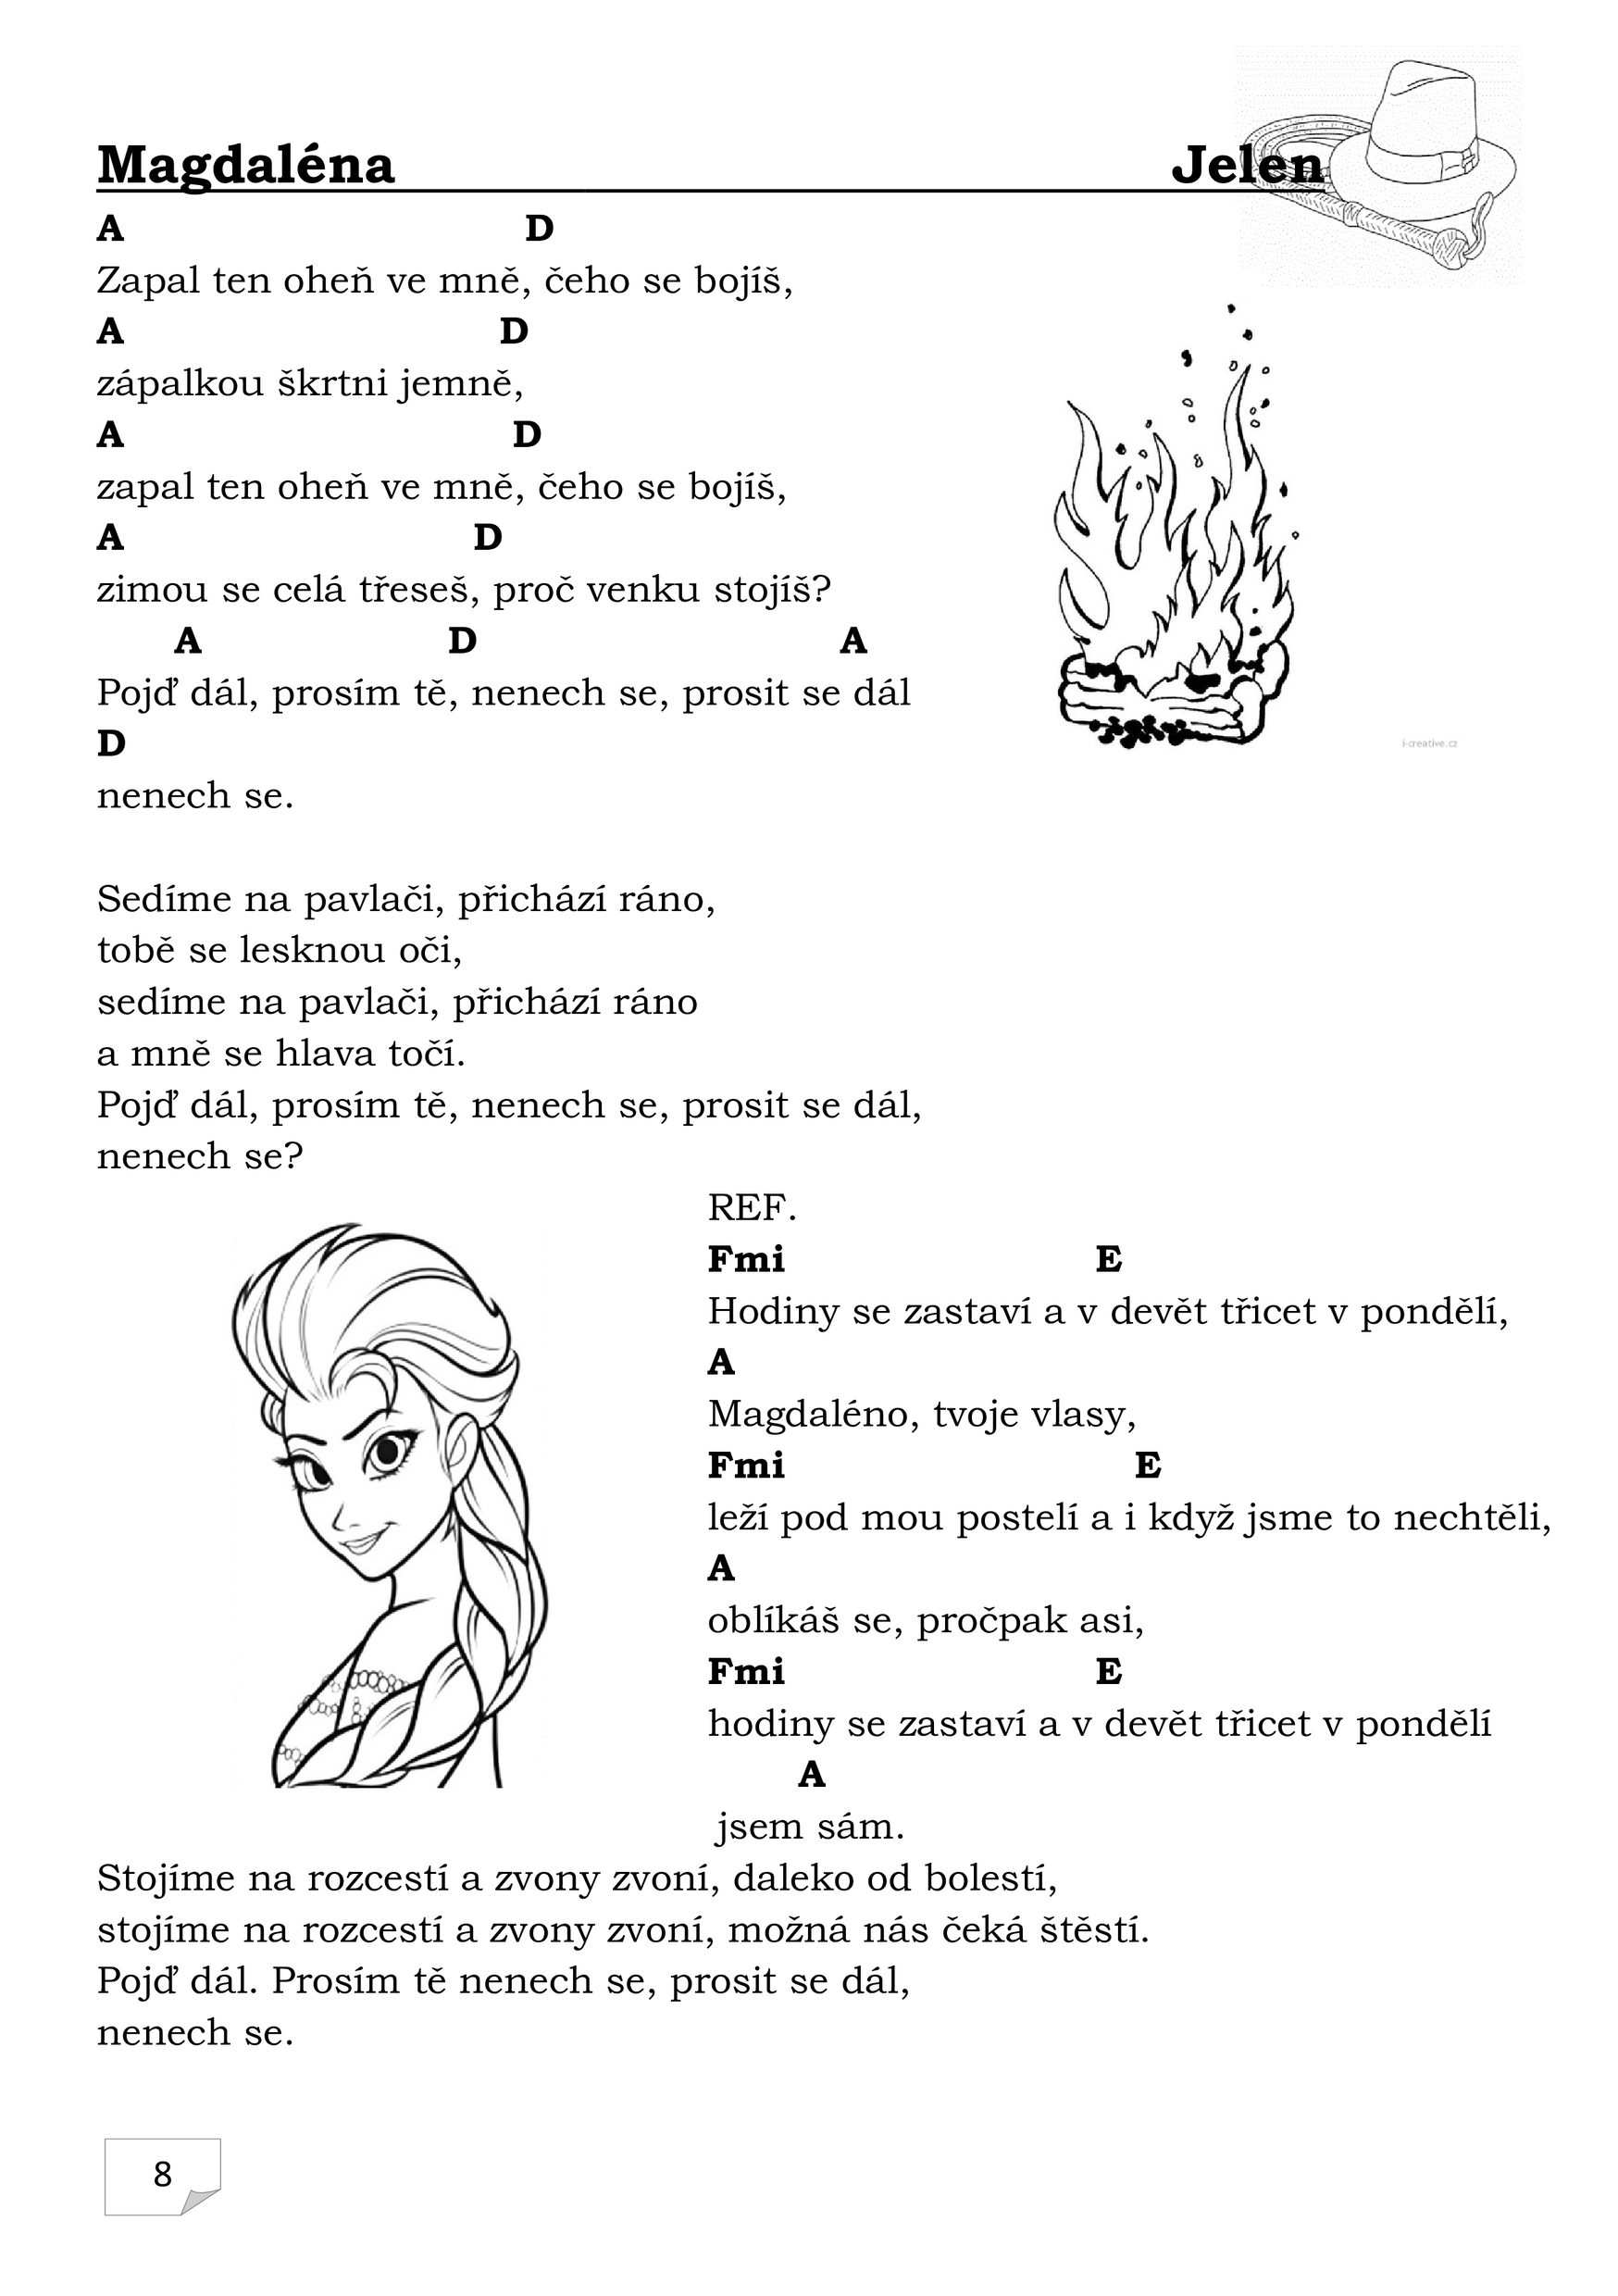 Magdaléna Jelen
A D
Zapal ten oheň ve mně, čeho se bojíš,
A D
zápalkou škrtni jemně,
A D
zapal ten oheň ve mně, čeho se bojíš,
A D
zimou se celá třeseš, proč venku stojíš?
A D A
Pojď dál, prosím tě, nenech se, prosit se dál
D
nenech se.
i-creative.cz
Sedíme na pavlači, přichází ráno,
tobě se lesknou oči,
sedíme na pavlači, přichází ráno
a mně se hlava točí.
Pojď dál, prosím tě, nenech se, prosit se dál,
nenech se?
REF.
Fmi E
Hodiny se zastaví a v devět třicet v pondělí,
A
Magdaléno, tvoje vlasy,
Fmi E
leží pod mou postelí a i když jsme to nechtěli,
A
oblíkáš se, pročpak asi,
Fmi E
hodiny se zastaví a v devět třicet v pondělí
A
jsem sám.
Stojíme na rozcestí a zvony zvoní, daleko od bolestí,
stojíme na rozcestí a zvony zvoní, možná nás čeká štěstí.
Pojď dál. Prosím tě nenech se, prosit se dál,
nenech se.
8